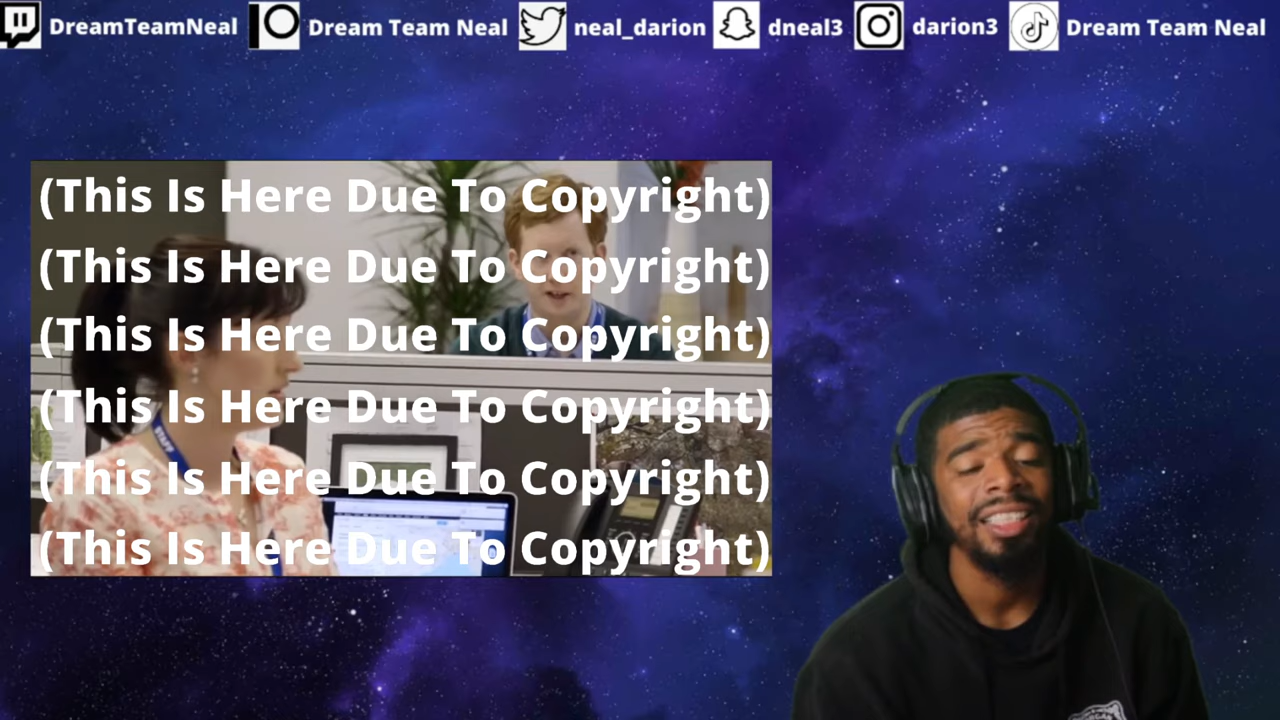 DreamTeamNeal Dream Team Neal neal_darion dneal3 darion3 Dream Team Neal
(This Is Here Due To Copyright)
(This Is Here Due To Copyright)
(This Is Here Due To Copyright)
(This Is Here Due To Copyright)
(This Is Here Due To Copyright)
(This Is Here Due To Copyright)
STAFF